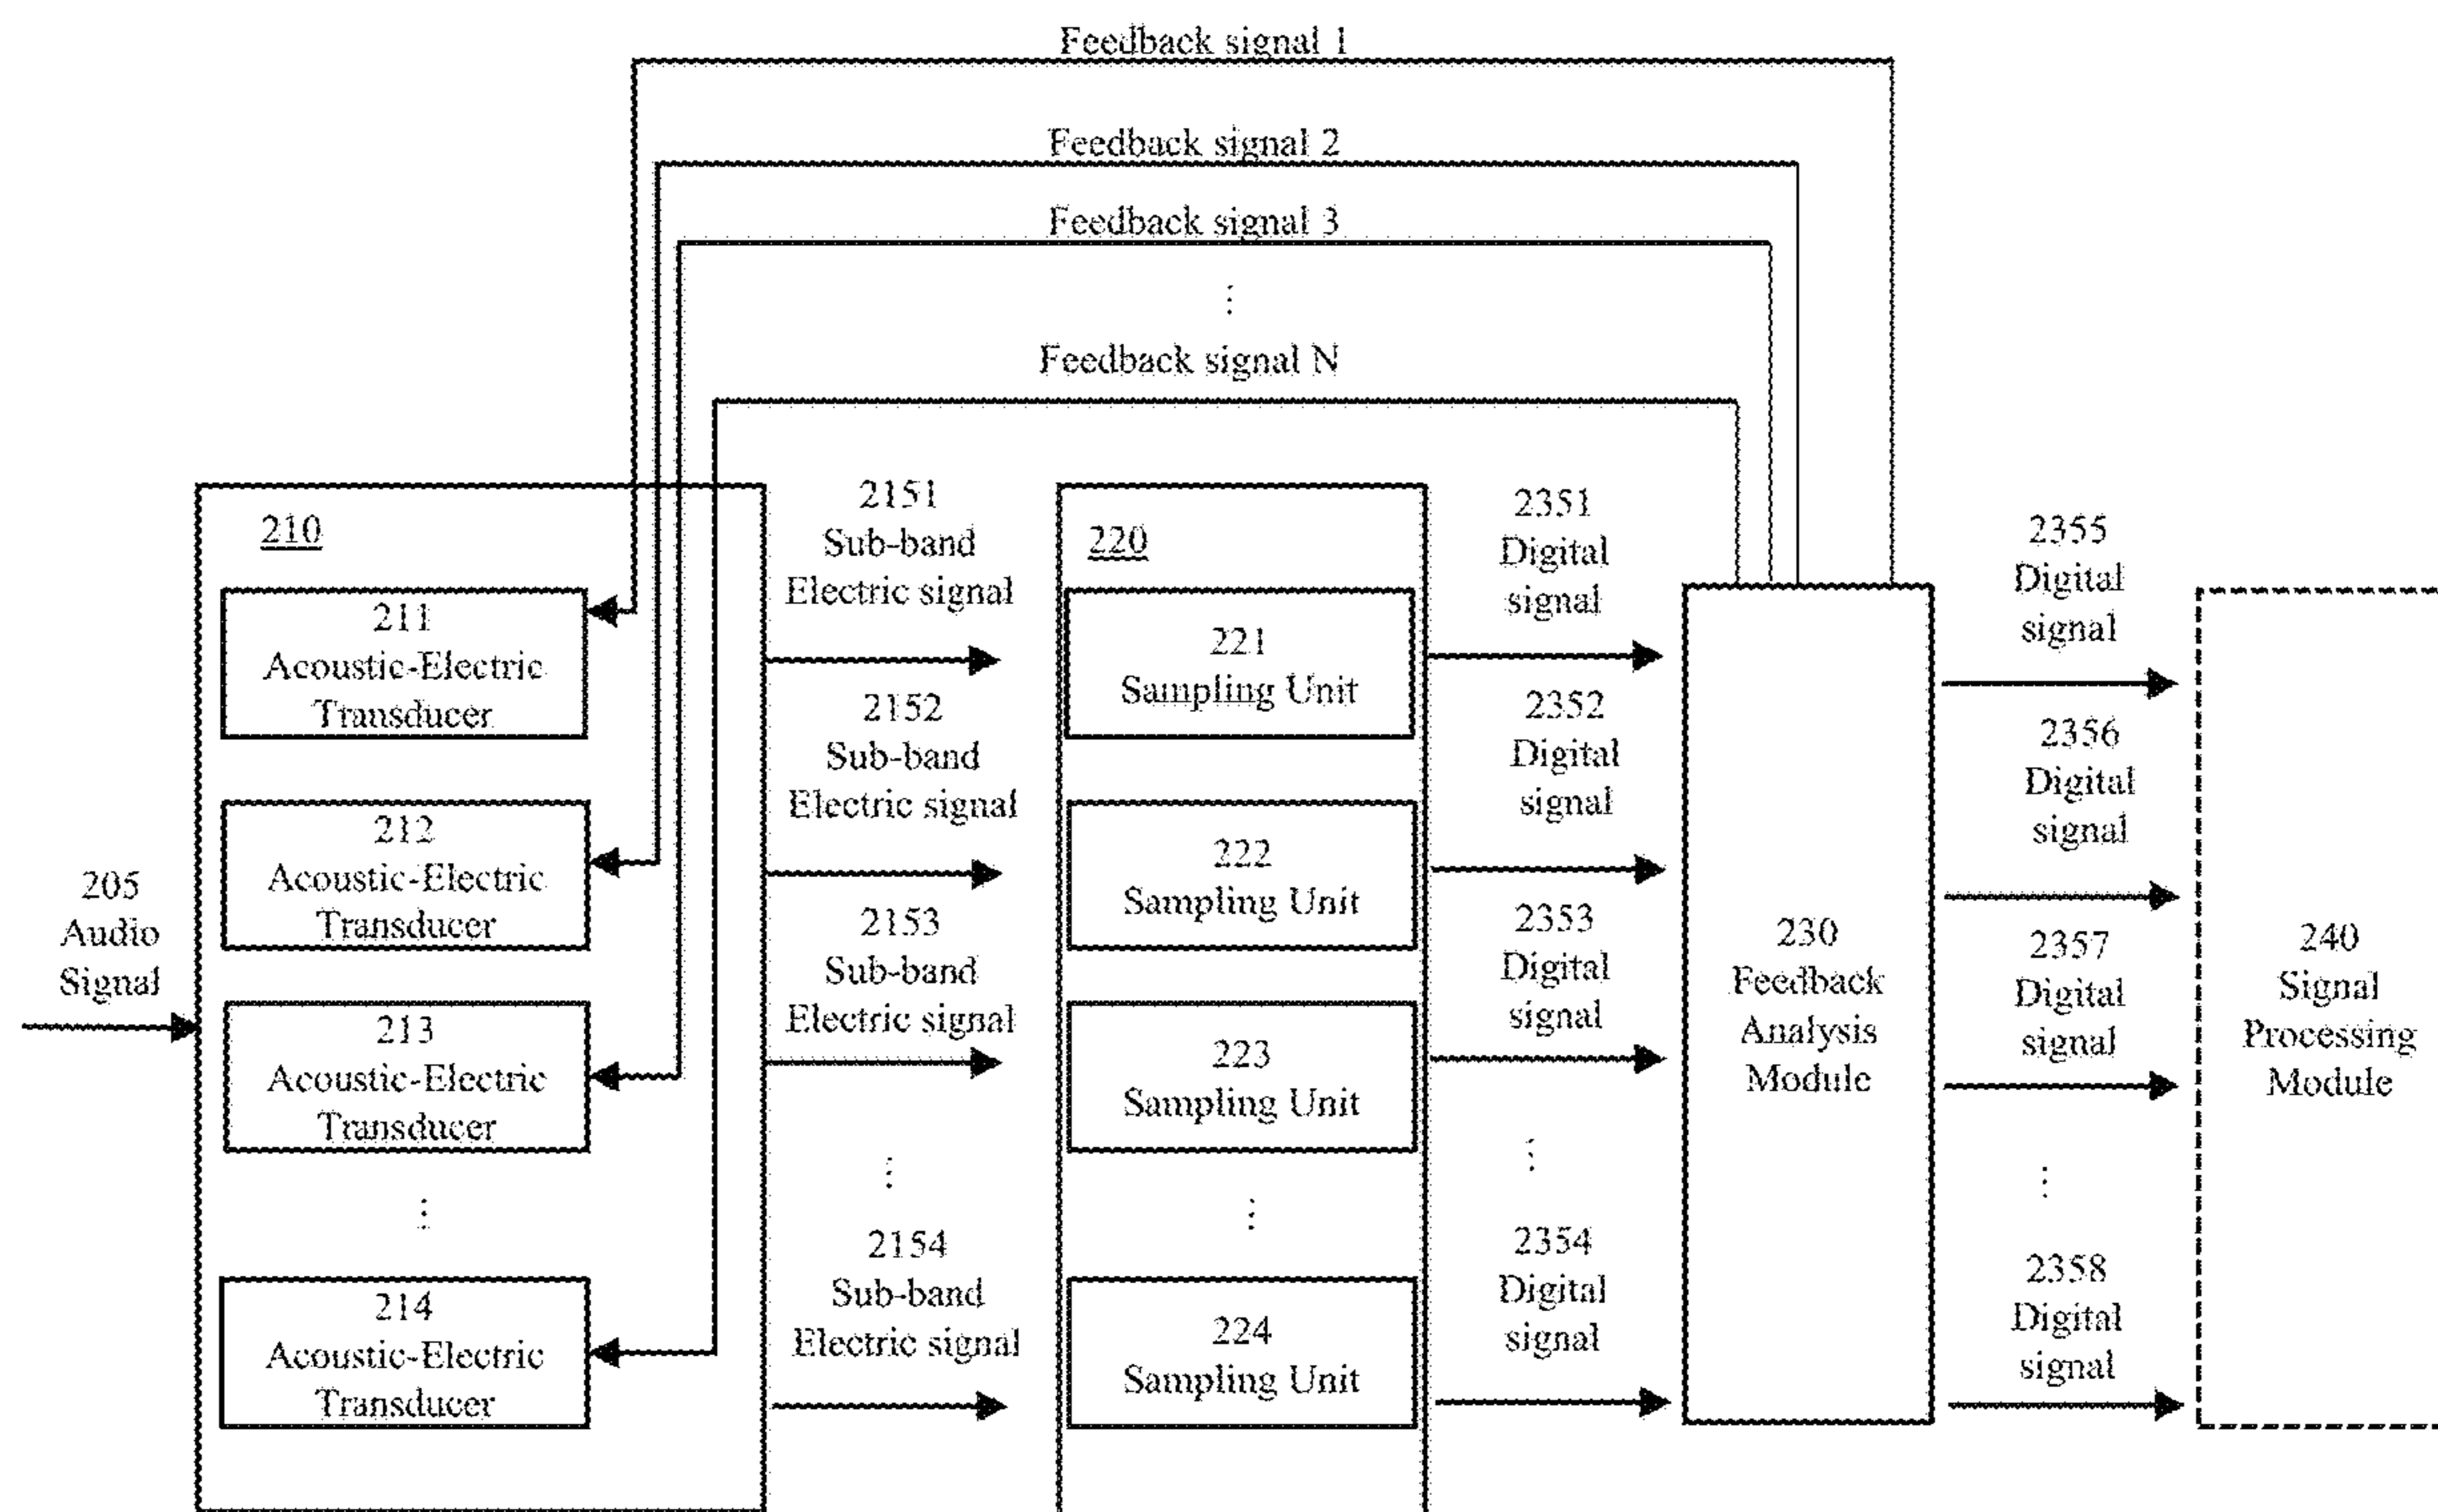 Feedback signal 1
Feedback signal 2
Feedback signal 3
⋮
Feedback signal N
205
Audio
Signal
210
211
Acoustic-Electric
Transducer
212
Acoustic-Electric
Transducer
213
Acoustic-Electric
Transducer
⋮
214
Acoustic-Electric
Transducer
2151
Sub-band
Electric signal
2152
Sub-band
Electric signal
2153
Sub-band
Electric signal
⋮
2154
Sub-band
Electric signal
220
221
Sampling Unit
222
Sampling Unit
223
Sampling Unit
⋮
224
Sampling Unit
2351
Digital
signal
2352
Digital
signal
2353
Digital
signal
⋮
2354
Digital
signal
230
Feedback
Analysis
Module
2355
Digital
signal
2356
Digital
signal
2357
Digital
signal
⋮
2358
Digital
signal
240
Signal
Processing
Module